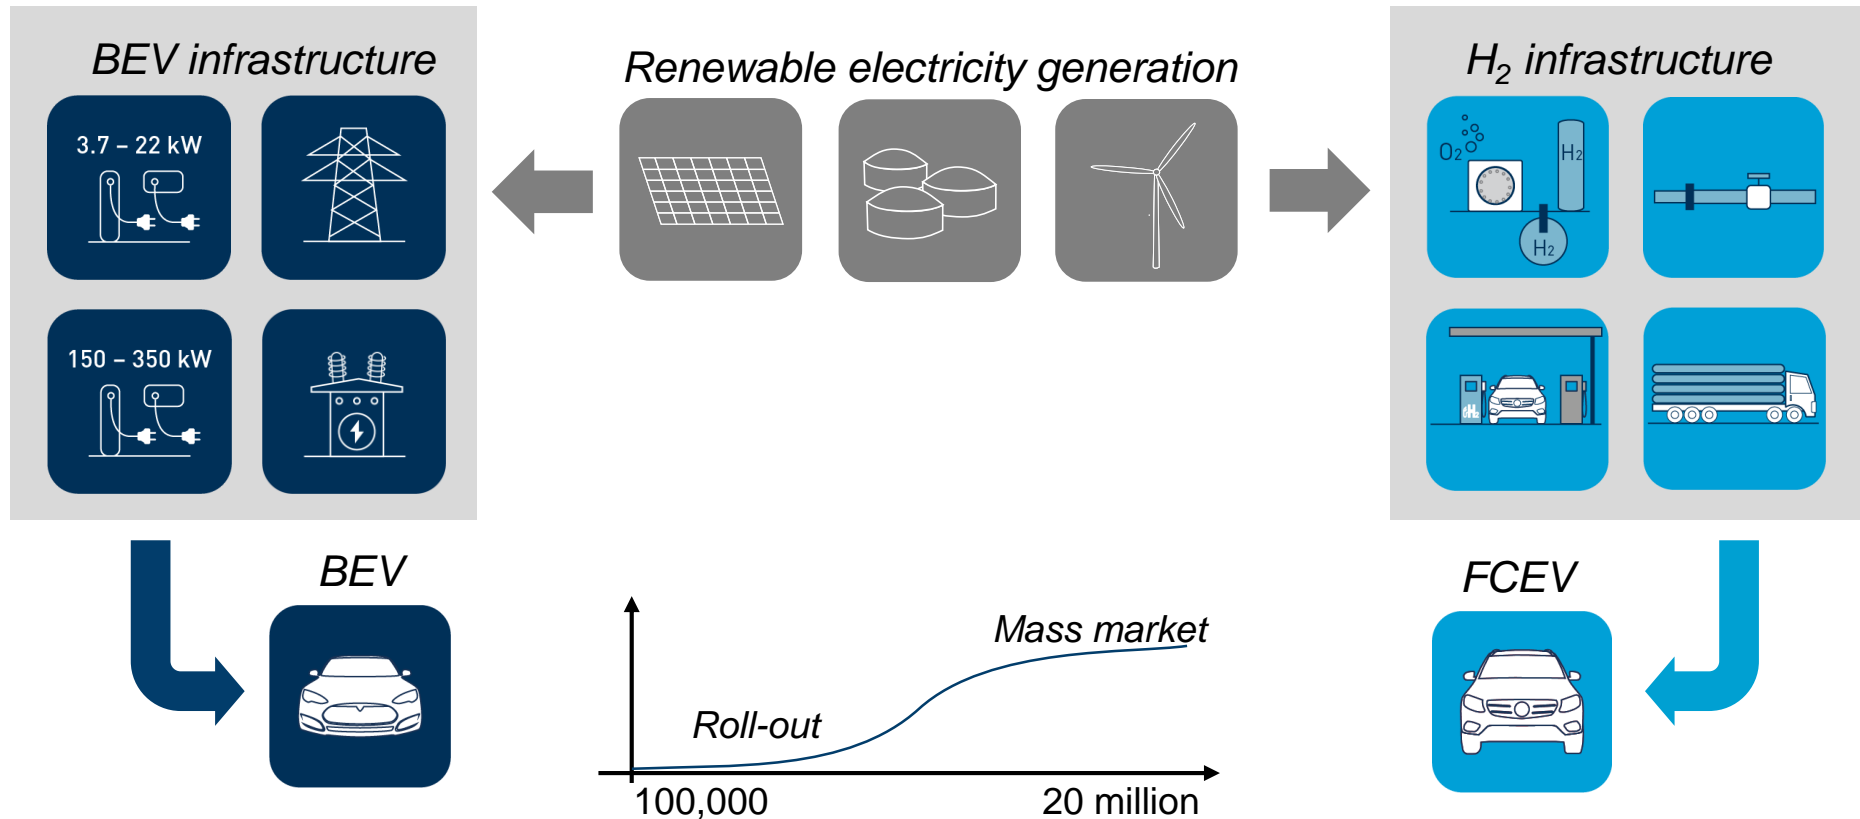 BEV infrastructure
3.7 – 22 kW
150 – 350 kW
Renewable electricity generation
H2 infrastructure
O2
H2
H2
H2
BEV
FCEV
Mass market
Roll-out
100,000
20 million